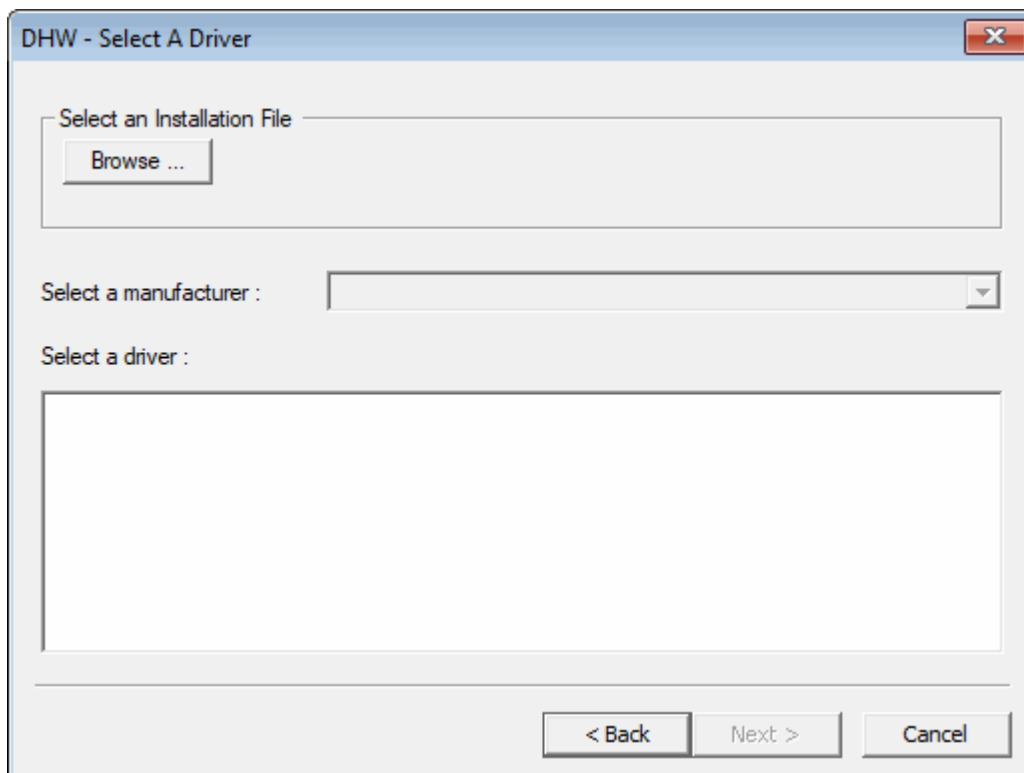 DHW - Select A Driver
Select an Installation File
Browse ...
Select a manufacturer :
Select a driver :
< Back
Next >
Cancel